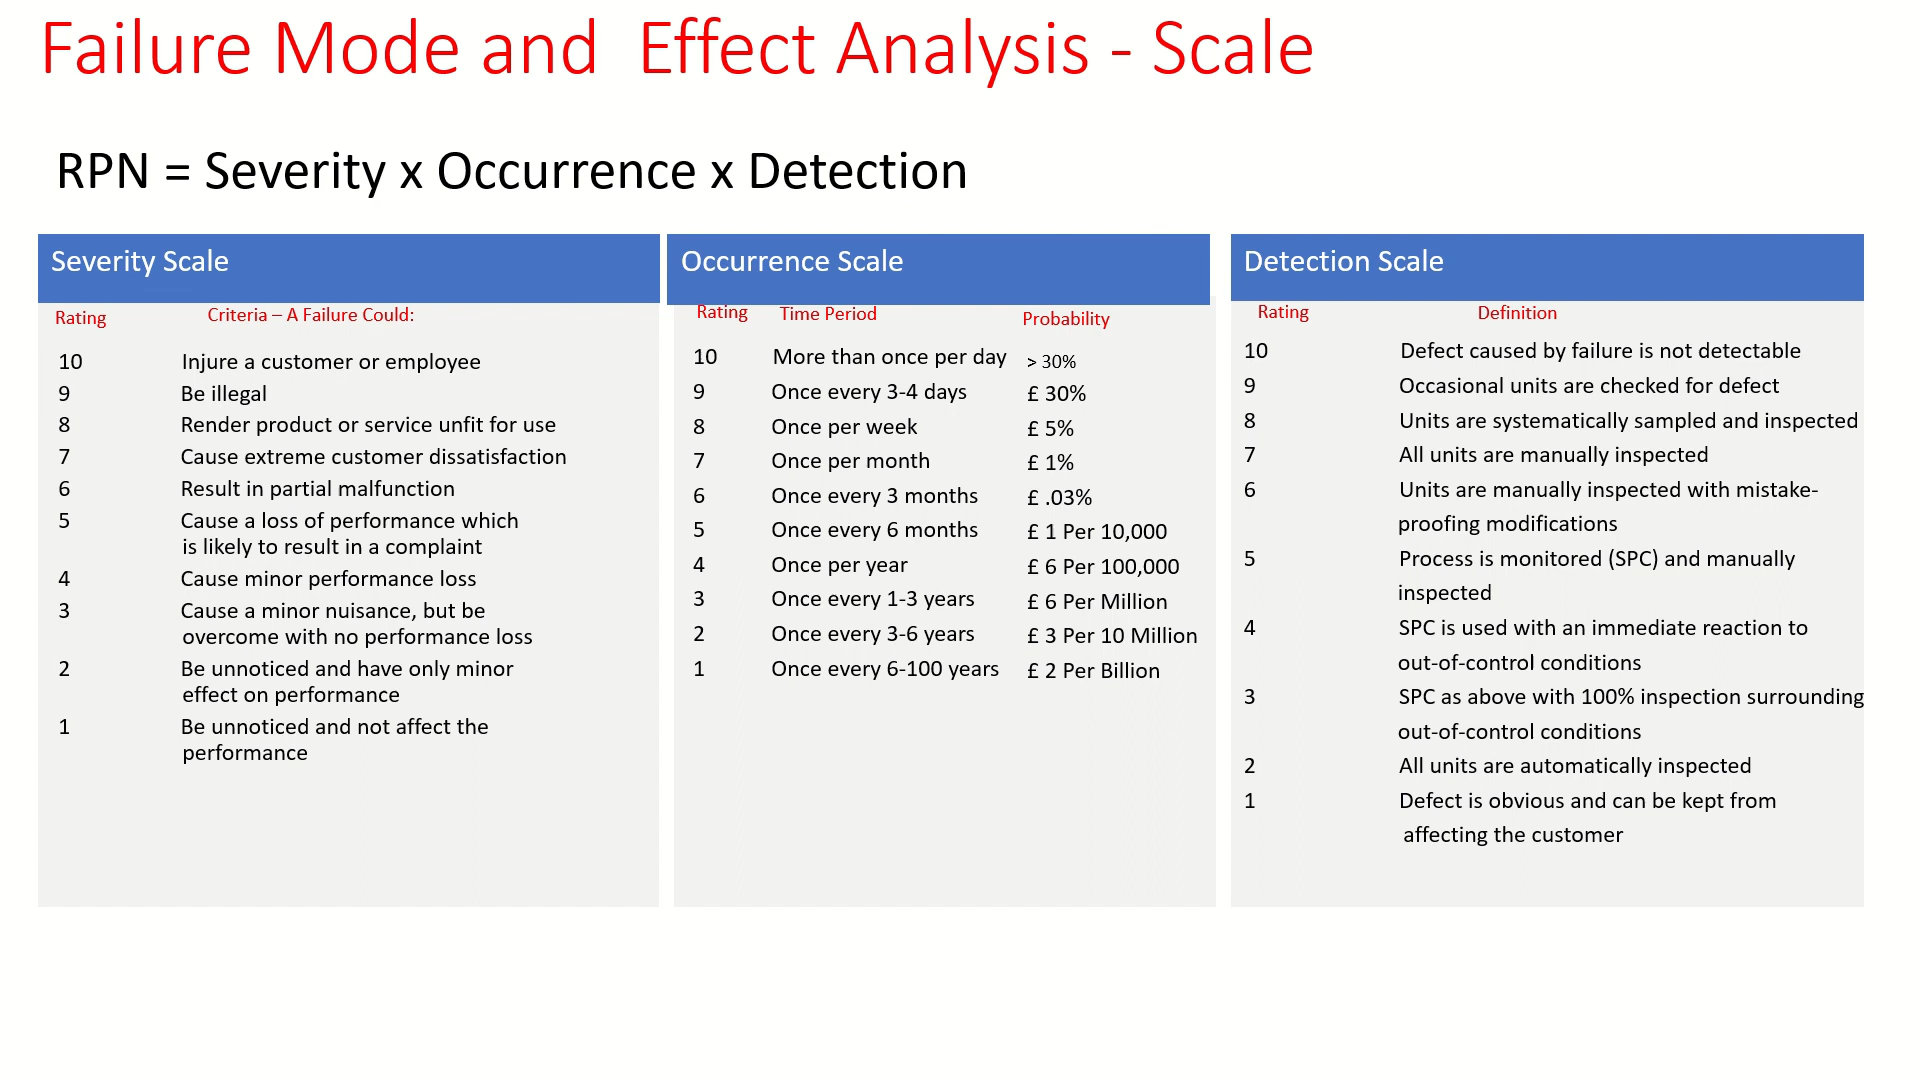 Failure Mode and Effect Analysis - Scale
RPN = Severity x Occurrence x Detection
Severity Scale
Rating Criteria – A Failure Could:
10 Injure a customer or employee
9 Be illegal
8 Render product or service unfit for use
7 Cause extreme customer dissatisfaction
6 Result in partial malfunction
5 Cause a loss of performance which
is likely to result in a complaint
4 Cause minor performance loss
3 Cause a minor nuisance, but be
overcome with no performance loss
2 Be unnoticed and have only minor
effect on performance
1 Be unnoticed and not affect the
performance
Occurrence Scale
Rating Time Period Probability
10 More than once per day > 30%
9 Once every 3-4 days £ 30%
8 Once per week £ 5%
7 Once per month £ 1%
6 Once every 3 months £ .03%
5 Once every 6 months £ 1 Per 10,000
4 Once per year £ 6 Per 100,000
3 Once every 1-3 years £ 6 Per Million
2 Once every 3-6 years £ 3 Per 10 Million
1 Once every 6-100 years £ 2 Per Billion
Detection Scale
Rating Definition
10 Defect caused by failure is not detectable
9 Occasional units are checked for defect
8 Units are systematically sampled and inspected
7 All units are manually inspected
6 Units are manually inspected with mistake-
proofing modifications
5 Process is monitored (SPC) and manually
inspected
4 SPC is used with an immediate reaction to
out-of-control conditions
3 SPC as above with 100% inspection surrounding
out-of-control conditions
2 All units are automatically inspected
1 Defect is obvious and can be kept from
affecting the customer